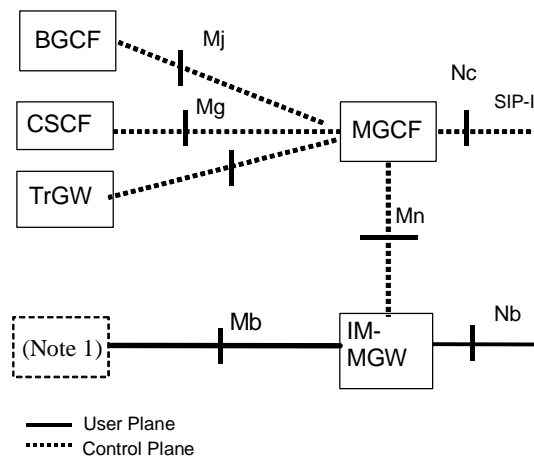 BGCF
Mj
CSCF
Mg
MGCF
Nc
SIP-I
TrGW
Mn
(Note 1)
Mb
IM-
MGW
Nb
User Plane
Control Plane